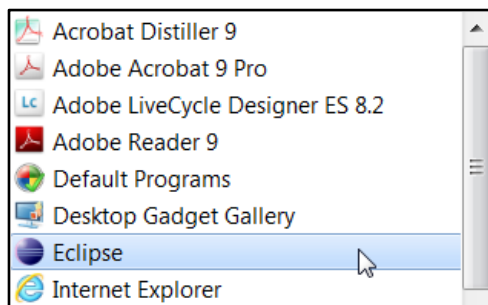 Acrobat Distiller 9
Adobe Acrobat 9 Pro
Lc Adobe LiveCycle Designer ES 8.2
Adobe Reader 9
Default Programs
Desktop Gadget Gallery
Eclipse
Internet Explorer